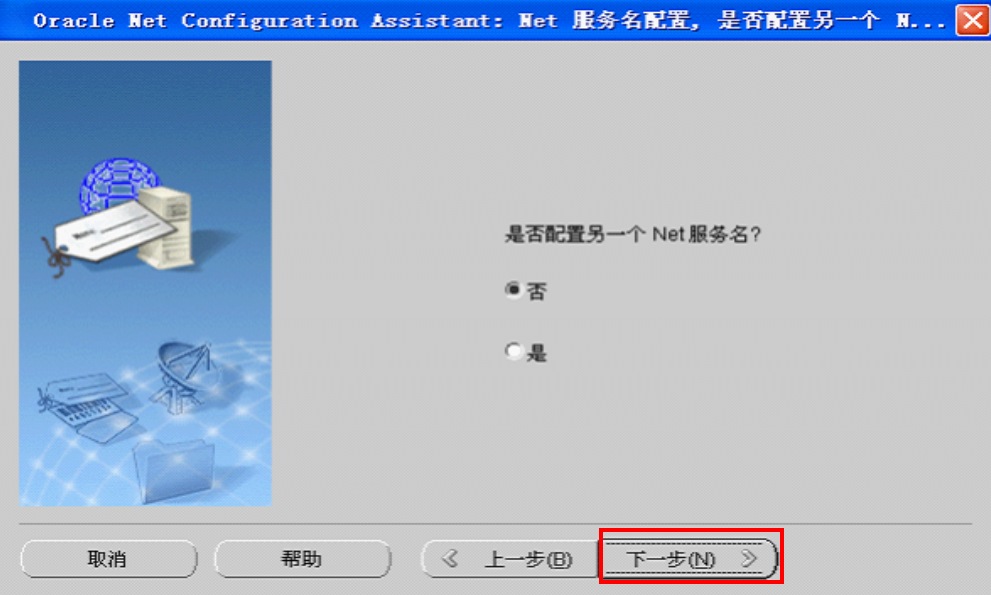 Oracle Net Configuration Assistant: Net 服务名配置, 是否配置另一个 N...
是否配置另一个 Net 服务名?
否
是
取消
帮助
上一步(B)
下一步(N)